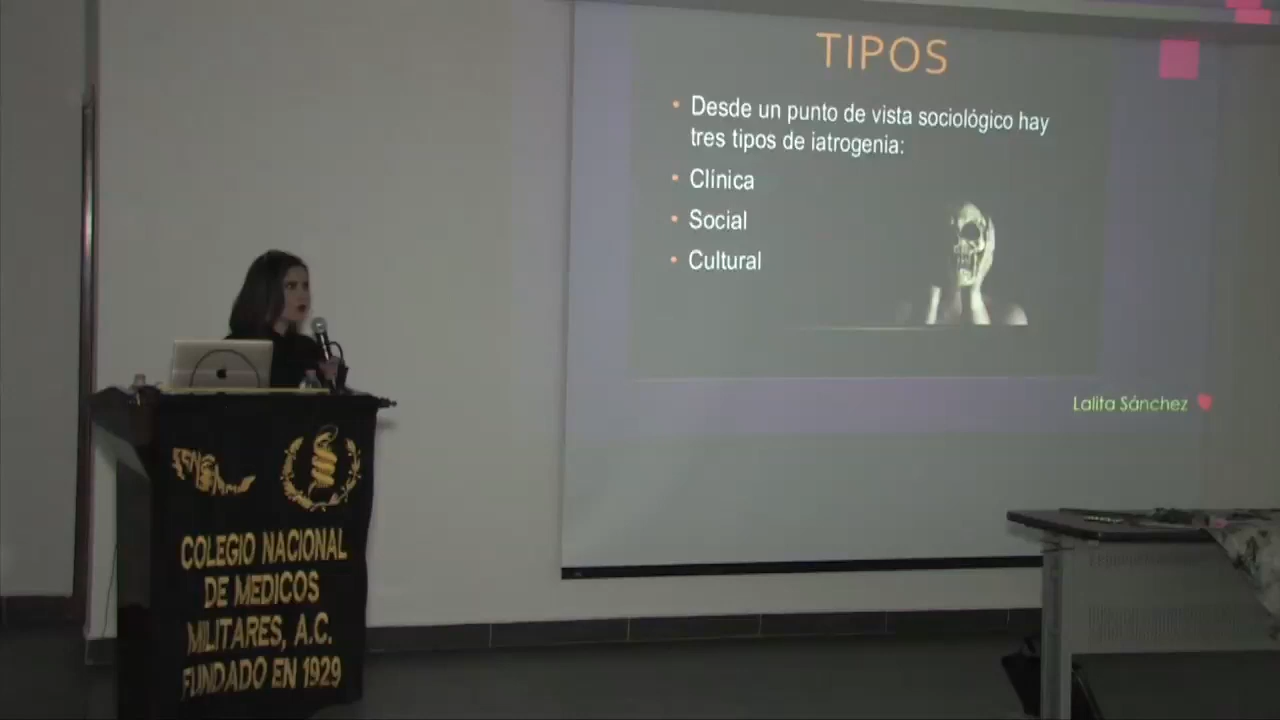 TIPOS
• Desde un punto de vista sociológico hay
tres tipos de iatrogenia:
• Clínica
• Social
• Cultural
Lalita Sánchez
COLEGIO NACIONAL
DE MEDICOS
MILITARES, A.C.
FUNDADO EN 1929